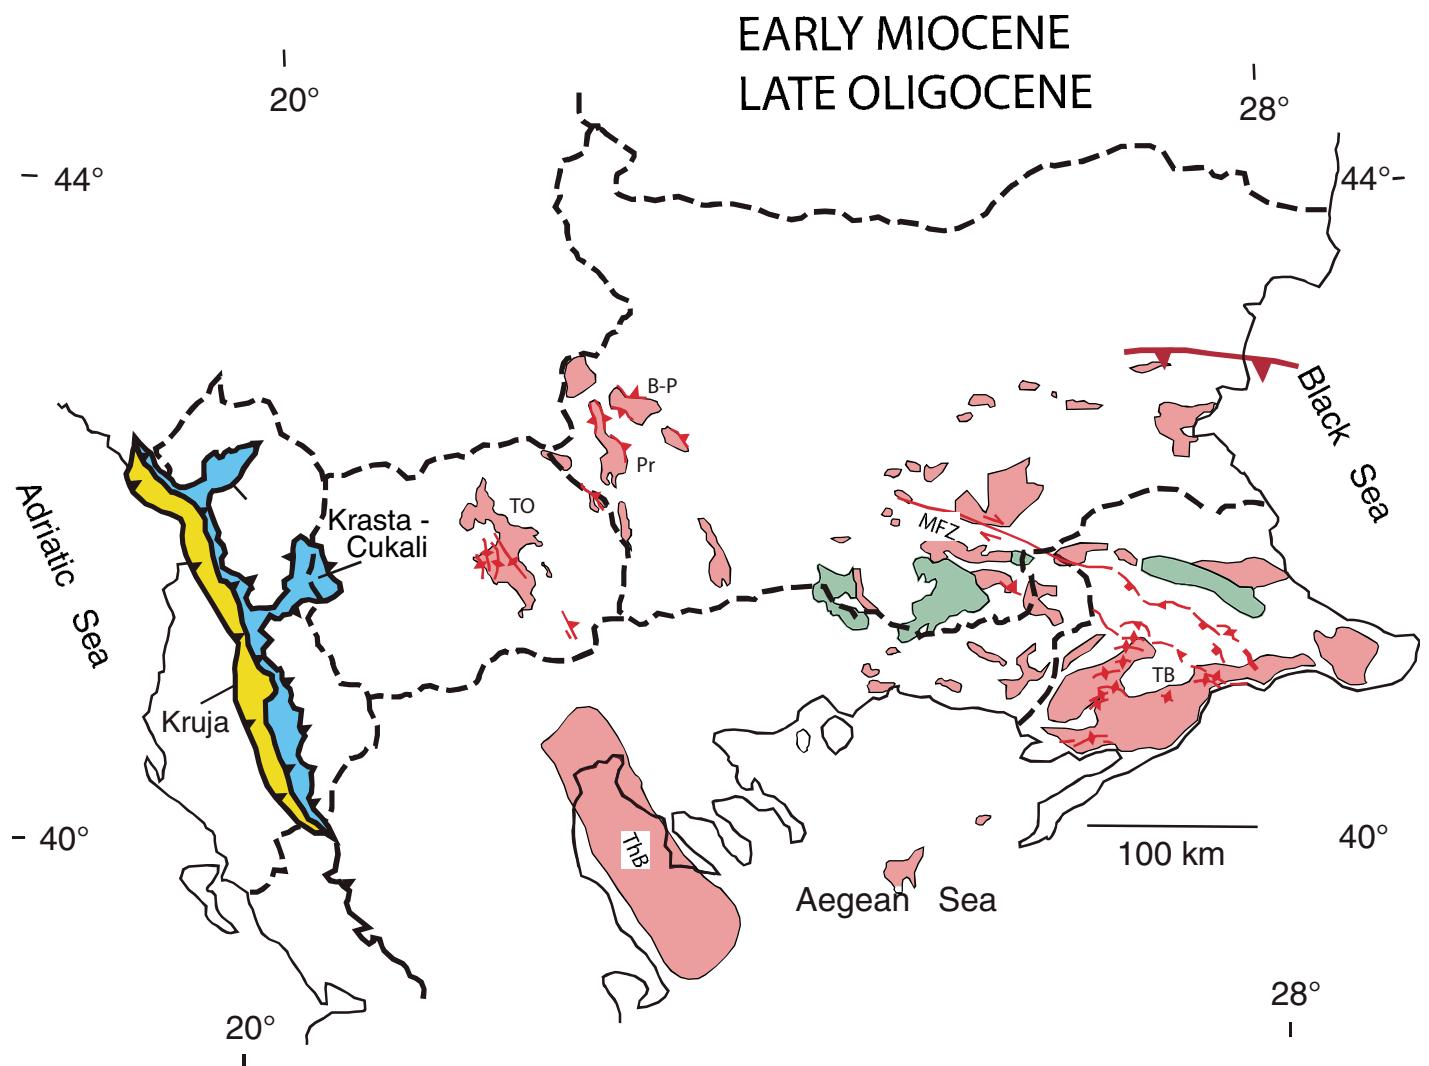 EARLY MIOCENE
LATE OLIGOCENE
20°
28°
44°
44°
B-P
Black Sea
Pr
TO
Adriatic Sea
Krasta -
Cukali
MFZ
TB
Kruja
40°
ThB
100 km
40°
Aegean Sea
28°
20°